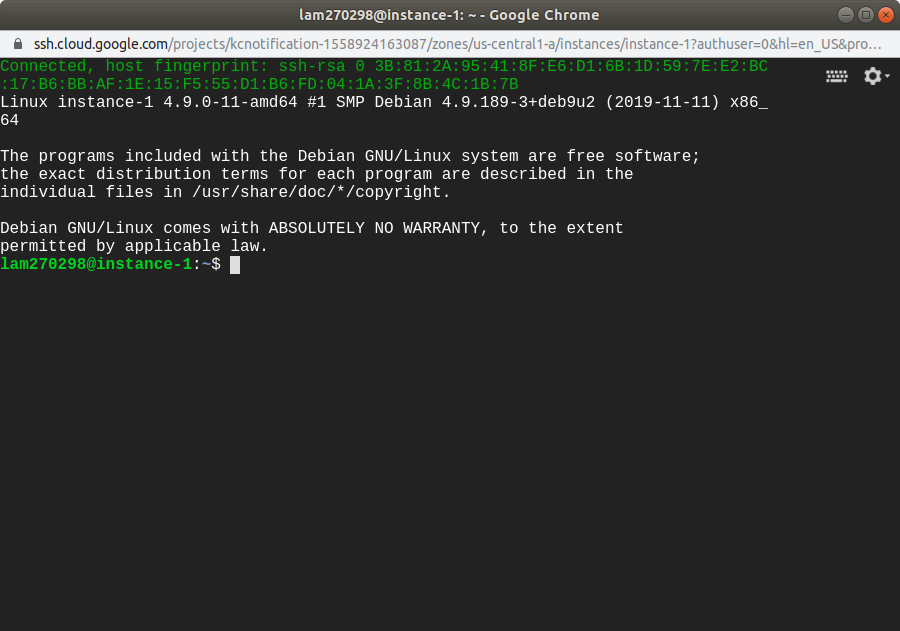 lam270298@instance-1: ~ - Google Chrome
ssh.cloud.google.com/projects/kcnotification-1558924163087/zones/us-central1-a/instances/instance-1?authuser=0&hl=en_US&pro...
Connected, host fingerprint: ssh-rsa 0 3B:81:2A:95:41:8F:E6:D1:6B:1D:59:7E:E2:BC
:17:B6:BB:AF:1E:15:F5:55:D1:B6:FD:04:1A:3F:8B:4C:1B:7B
Linux instance-1 4.9.0-11-amd64 #1 SMP Debian 4.9.189-3+deb9u2 (2019-11-11) x86_
64
The programs included with the Debian GNU/Linux system are free software;
the exact distribution terms for each program are described in the
individual files in /usr/share/doc/*/copyright.
Debian GNU/Linux comes with ABSOLUTELY NO WARRANTY, to the extent
permitted by applicable law.
lam270298@instance-1:~$